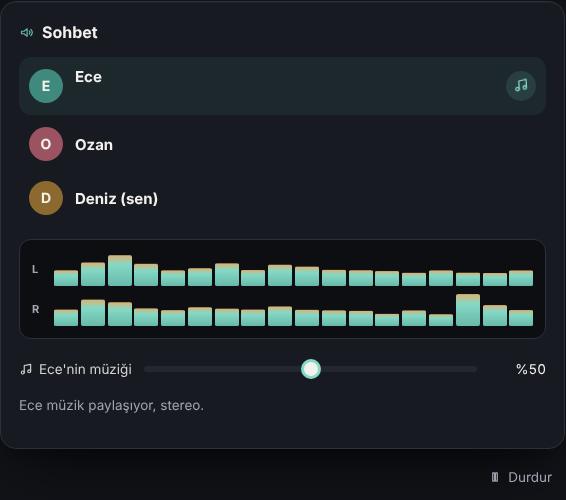 Sohbet
E Ece
O Ozan
D Deniz (sen)
L
R
Ece'nin müziği %50
Ece müzik paylaşıyor, stereo.
Durdur